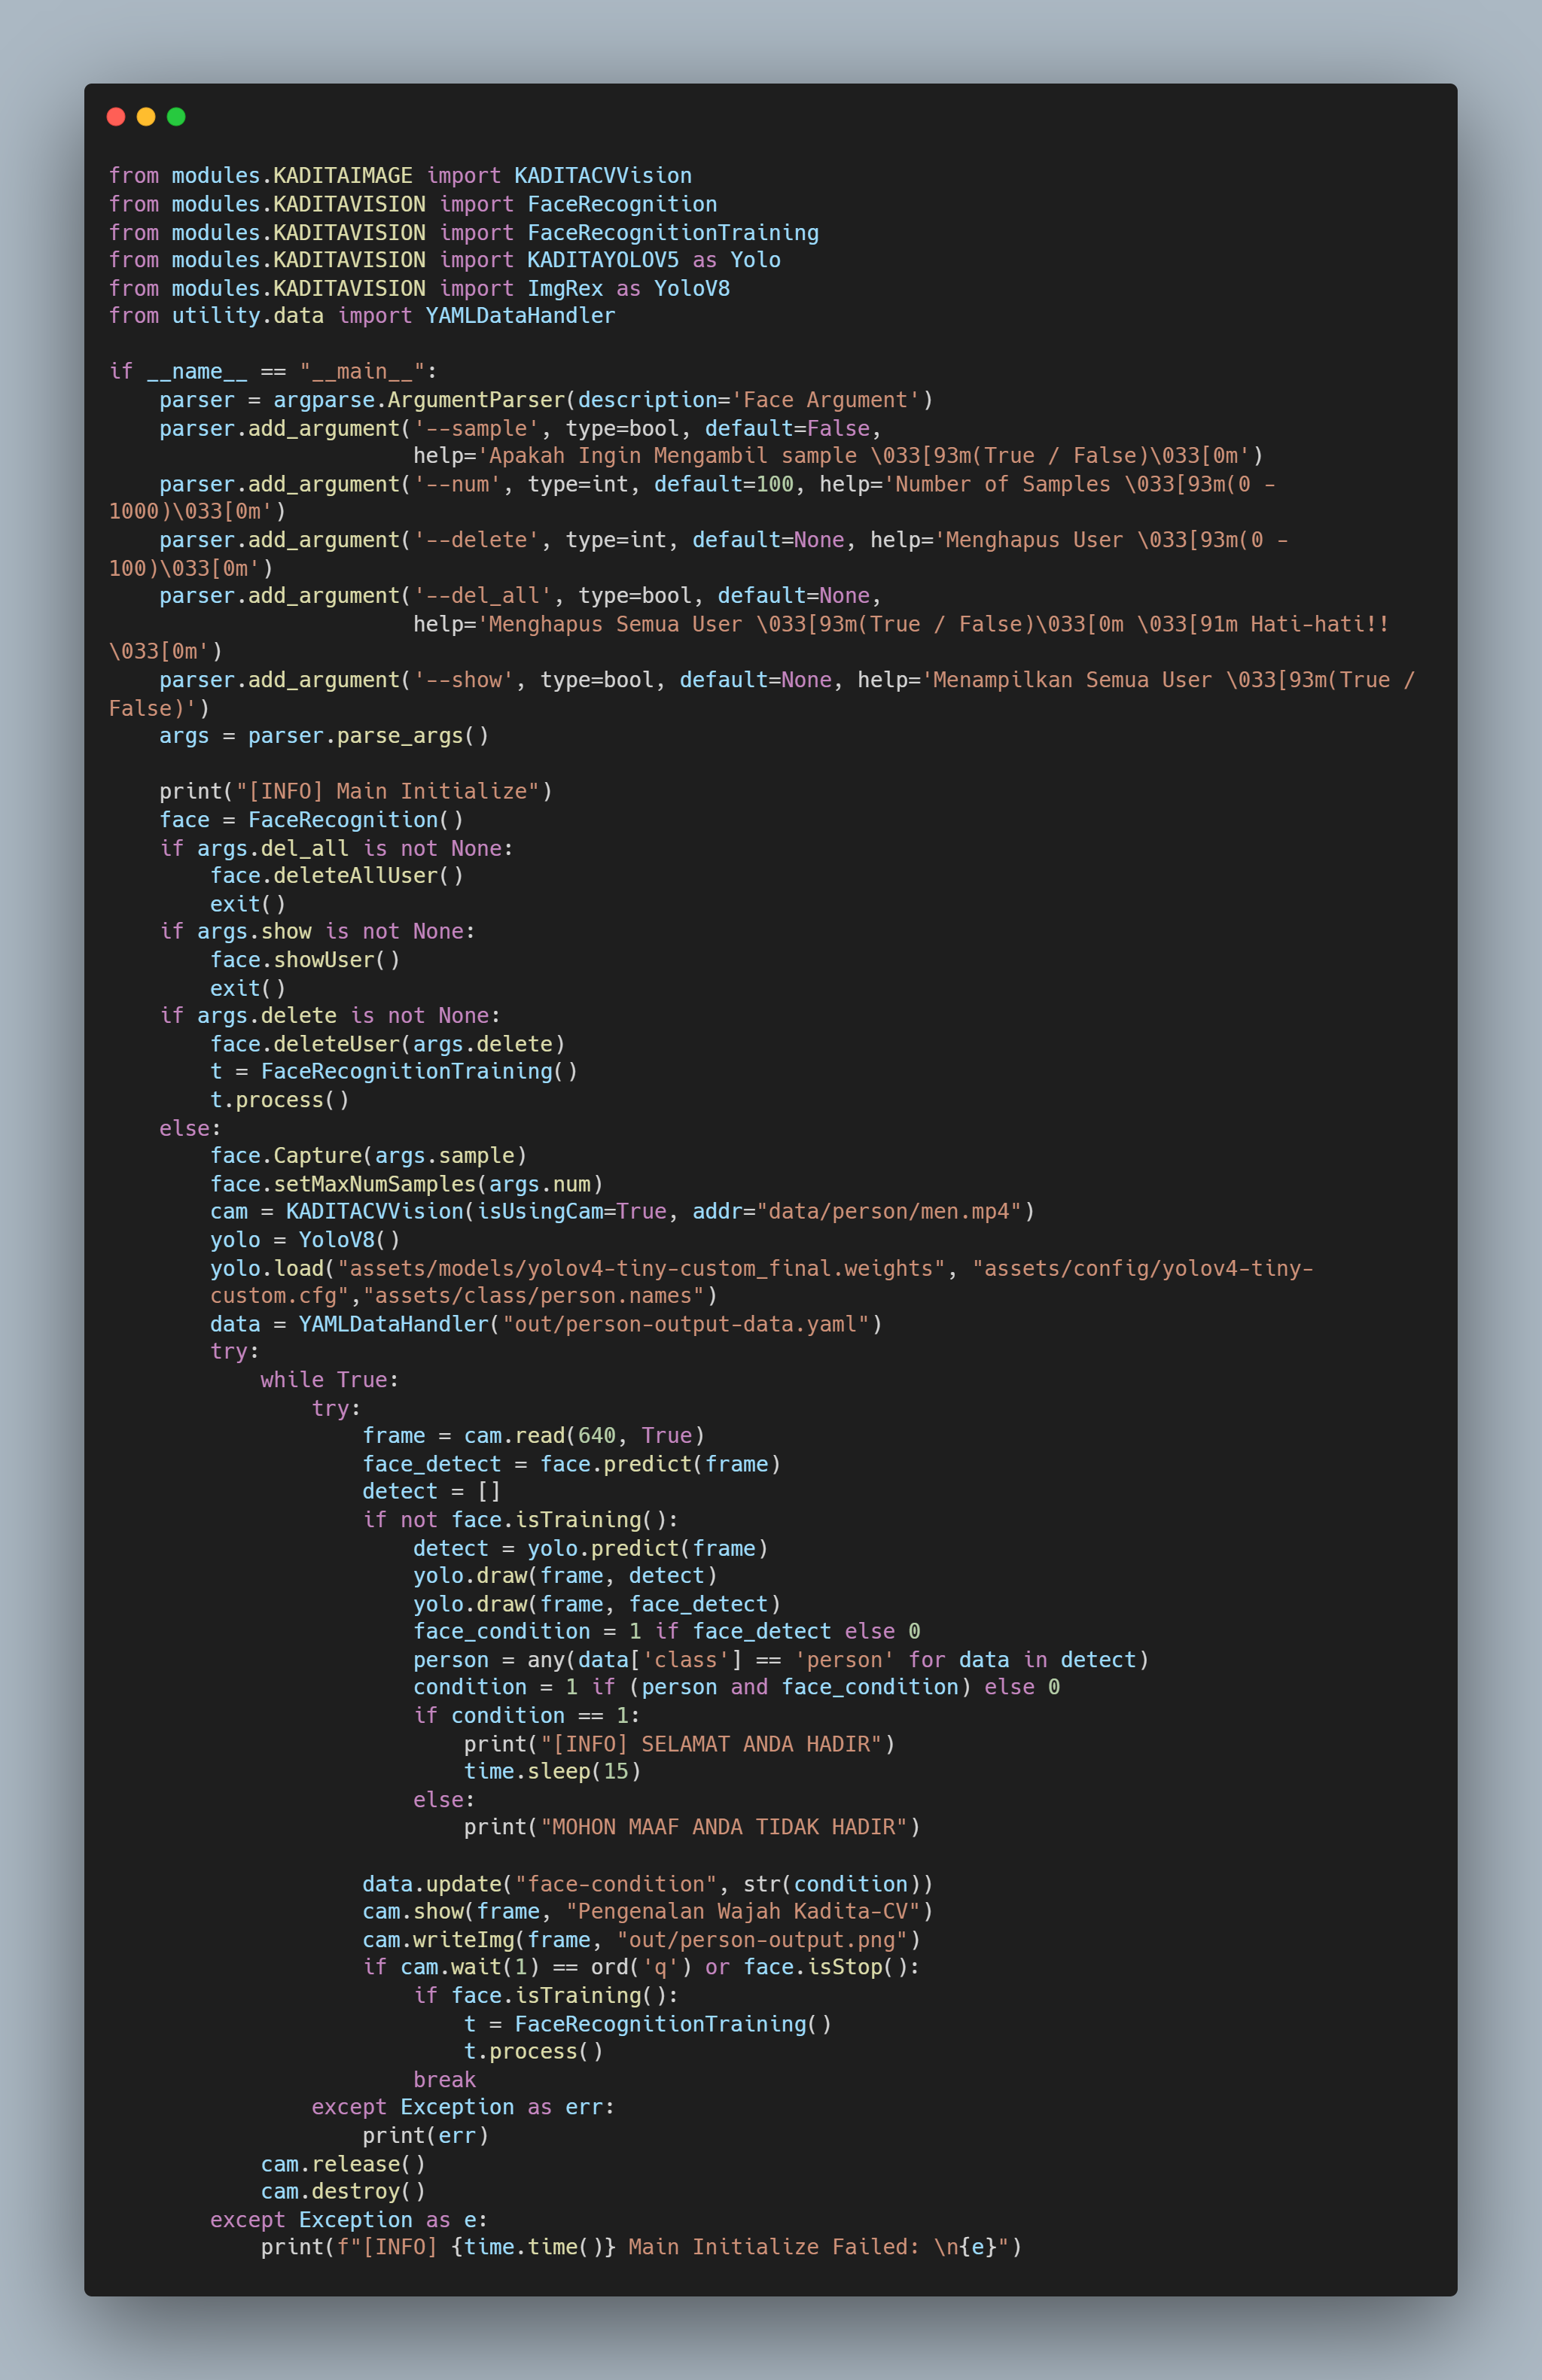 from modules.KADITAIMAGE import KADITACVVision
from modules.KADITAVISION import FaceRecognition
from modules.KADITAVISION import FaceRecognitionTraining
from modules.KADITAVISION import KADITAYOLOV5 as Yolo
from modules.KADITAVISION import ImgRex as YoloV8
from utility.data import YAMLDataHandler

if __name__ == "__main__":
    parser = argparse.ArgumentParser(description='Face Argument')
    parser.add_argument('--sample', type=bool, default=False,
                        help='Apakah Ingin Mengambil sample \033[93m(True / False)\033[0m')
    parser.add_argument('--num', type=int, default=100, help='Number of Samples \033[93m(0 -
1000)\033[0m')
    parser.add_argument('--delete', type=int, default=None, help='Menghapus User \033[93m(0 -
100)\033[0m')
    parser.add_argument('--del_all', type=bool, default=None,
                        help='Menghapus Semua User \033[93m(True / False)\033[0m \033[91m Hati-hati!!
\033[0m')
    parser.add_argument('--show', type=bool, default=None, help='Menampilkan Semua User \033[93m(True /
False)')
    args = parser.parse_args()

    print("[INFO] Main Initialize")
    face = FaceRecognition()
    if args.del_all is not None:
        face.deleteAllUser()
        exit()
    if args.show is not None:
        face.showUser()
        exit()
    if args.delete is not None:
        face.deleteUser(args.delete)
        t = FaceRecognitionTraining()
        t.process()
    else:
        face.Capture(args.sample)
        face.setMaxNumSamples(args.num)
        cam = KADITACVVision(isUsingCam=True, addr="data/person/men.mp4")
        yolo = YoloV8()
        yolo.load("assets/models/yolov4-tiny-custom_final.weights", "assets/config/yolov4-tiny-
        custom.cfg","assets/class/person.names")
        data = YAMLDataHandler("out/person-output-data.yaml")
        try:
            while True:
                try:
                    frame = cam.read(640, True)
                    face_detect = face.predict(frame)
                    detect = []
                    if not face.isTraining():
                        detect = yolo.predict(frame)
                        yolo.draw(frame, detect)
                        yolo.draw(frame, face_detect)
                        face_condition = 1 if face_detect else 0
                        person = any(data['class'] == 'person' for data in detect)
                        condition = 1 if (person and face_condition) else 0
                        if condition == 1:
                            print("[INFO] SELAMAT ANDA HADIR")
                            time.sleep(15)
                        else:
                            print("MOHON MAAF ANDA TIDAK HADIR")

                    data.update("face-condition", str(condition))
                    cam.show(frame, "Pengenalan Wajah Kadita-CV")
                    cam.writeImg(frame, "out/person-output.png")
                    if cam.wait(1) == ord('q') or face.isStop():
                        if face.isTraining():
                            t = FaceRecognitionTraining()
                            t.process()
                        break
                except Exception as err:
                    print(err)
            cam.release()
            cam.destroy()
        except Exception as e:
            print(f"[INFO] {time.time()} Main Initialize Failed: \n{e}")